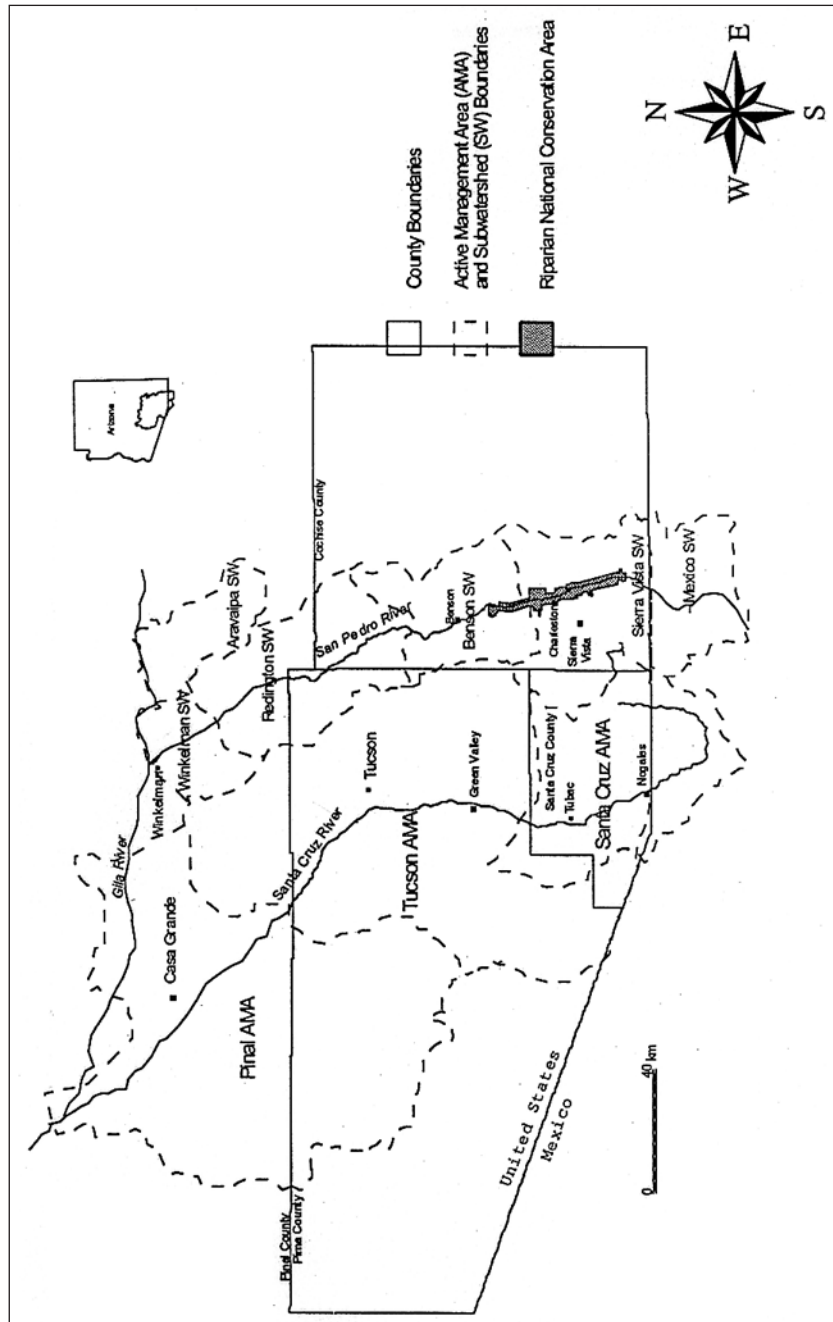 Arizona
Gila River
Winkelman
Winkelman SW
Aravaipa SW
Casa Grande
Pinal AMA
Redington SW
San Pedro River
Cochise County
Pinal County
Pima County
Santa Cruz River
Tucson
Tucson AMA
Green Valley
Benson
Benson SW
Charleston
Sierra
Vista
Santa Cruz County
Tubac
Santa Cruz AMA
Nogales
Sierra Vista SW
Mexico SW
United States
Mexico
0
40 km
County Boundaries
Active Management Area (AMA)
and Subwatershed (SW) Boundaries
Riparian National Conservation Area
N
W
E
S